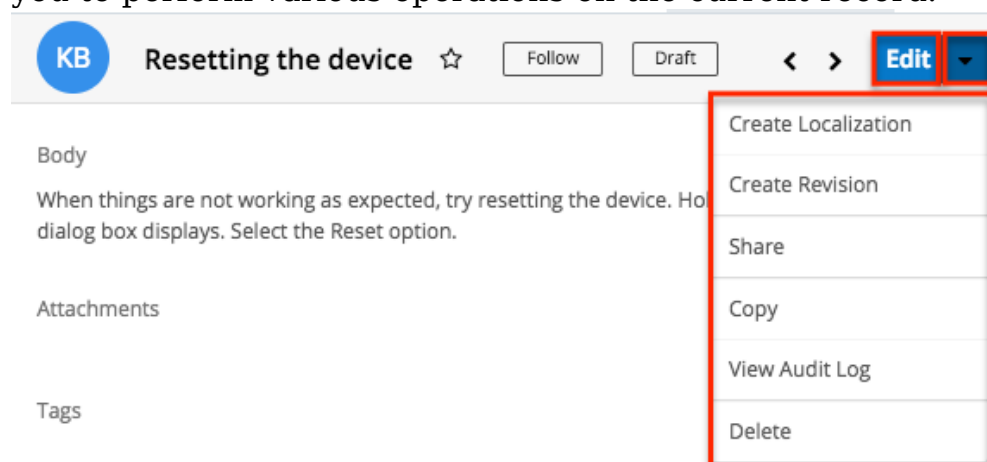 you to perform various operations on the current record.
KB Resetting the device Follow Draft Edit
Create Localization
Body
Create Revision
When things are not working as expected, try resetting the device. Hol
dialog box displays. Select the Reset option.
Share
Attachments
Copy
View Audit Log
Tags
Delete